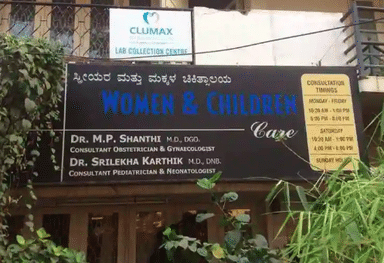 CLUMAX
LAB COLLECTION CENTRE
ಸ್ತ್ರೀಯರ ಮತ್ತು ಮಕ್ಕಳ ಚಿಕಿತ್ಸಾಲಯ
WOMEN & CHILDREN
Care
DR. M.P. SHANTHI M.D., DGO.
CONSULTANT OBSTETRICIAN & GYNAECOLOGIST
DR. SRILEKHA KARTHIK M.D., DNB.
CONSULTANT PEDIATRICIAN & NEONATOLOGIST
CONSULTATION
TIMINGS
MONDAY - FRIDAY
SATURDAY
SUNDAY